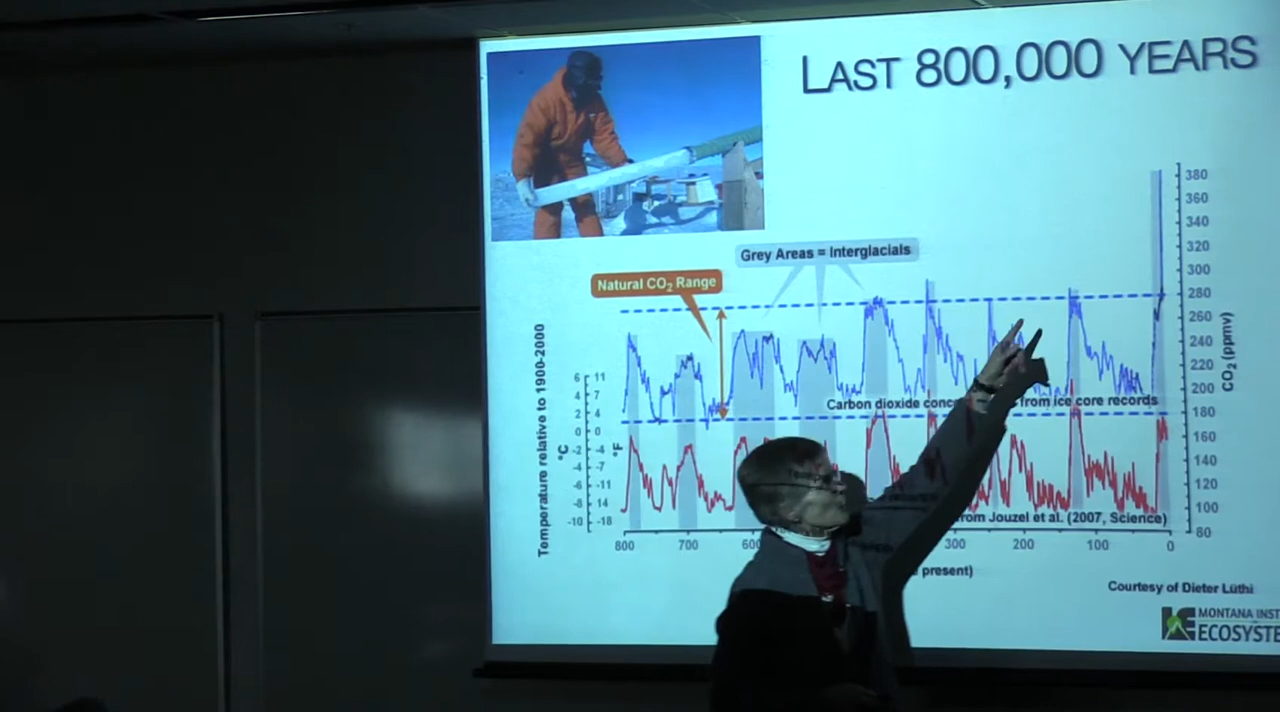 LAST 800,000 YEARS
Grey Areas = Interglacials
Natural CO2 Range
380
360
340
320
300
280
260
240
220
200
180
160
140
120
100
80
CO2 (ppmv)
Temperature relative to 1900-2000
°C
°F
6 11
4 7
2 4
0 0
-2 -4
-4 -7
-6 -11
-8 14
-10 -18
Carbon dioxide from ice core records
from Jouzel et al. (2007, Science)
800 700 300 200 100 0
present)
Courtesy of Dieter Lüthi
MONTANA INST
ECOSYSTE